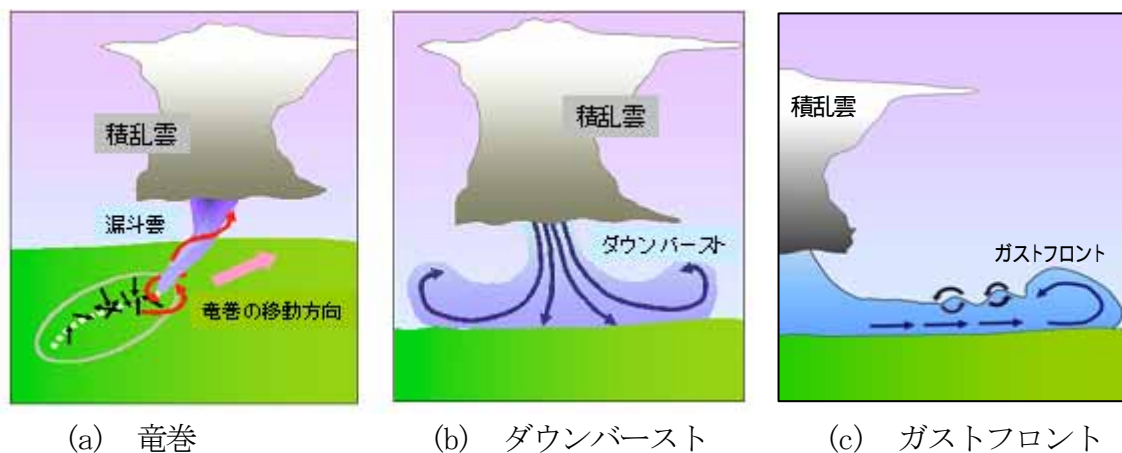 積乱雲
漏斗雲
竜巻の移動方向
(a) 竜巻
積乱雲
ダウンバースト
(b) ダウンバースト
積乱雲
ガストフロント
(c) ガストフロント